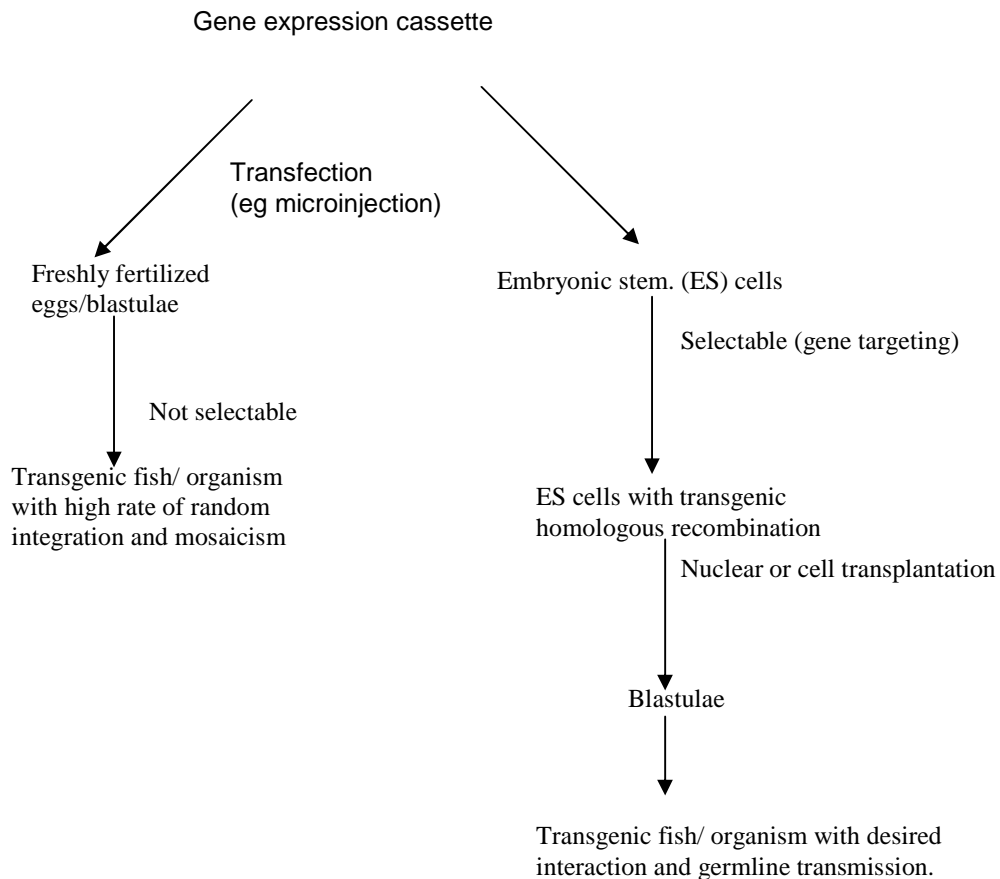 Gene expression cassette
Transfection
(eg microinjection)
Freshly fertilized
eggs/blastulae
Embryonic stem. (ES) cells
Selectable (gene targeting)
Not selectable
Transgenic fish/ organism
with high rate of random
integration and mosaicism
ES cells with transgenic
homologous recombination
Nuclear or cell transplantation
Blastulae
Transgenic fish/ organism with desired
interaction and germline transmission.